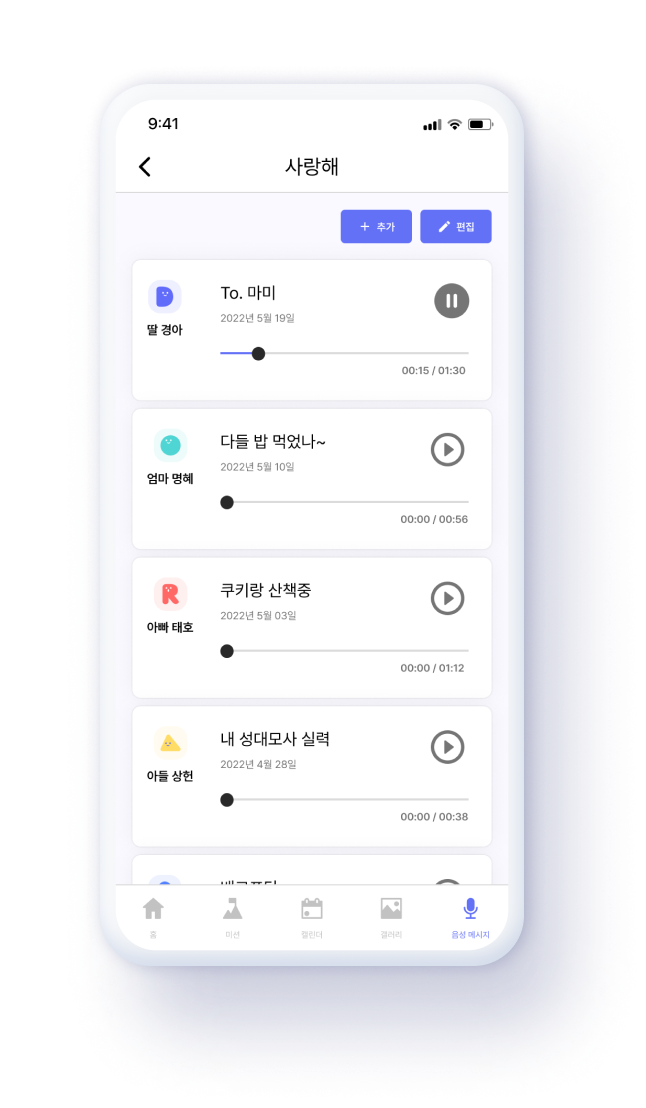 9:41
사랑해
+ 추가
편집
To. 마미
2022년 5월 19일
딸 경아
00:15 / 01:30
다들 밥 먹었나~
2022년 5월 10일
엄마 명혜
00:00 / 00:56
쿠키랑 산책중
2022년 5월 03일
아빠 태호
00:00 / 01:12
내 성대모사 실력
2022년 4월 28일
아들 상헌
00:00 / 00:38
홈
미션
캘린더
갤러리
음성 메시지